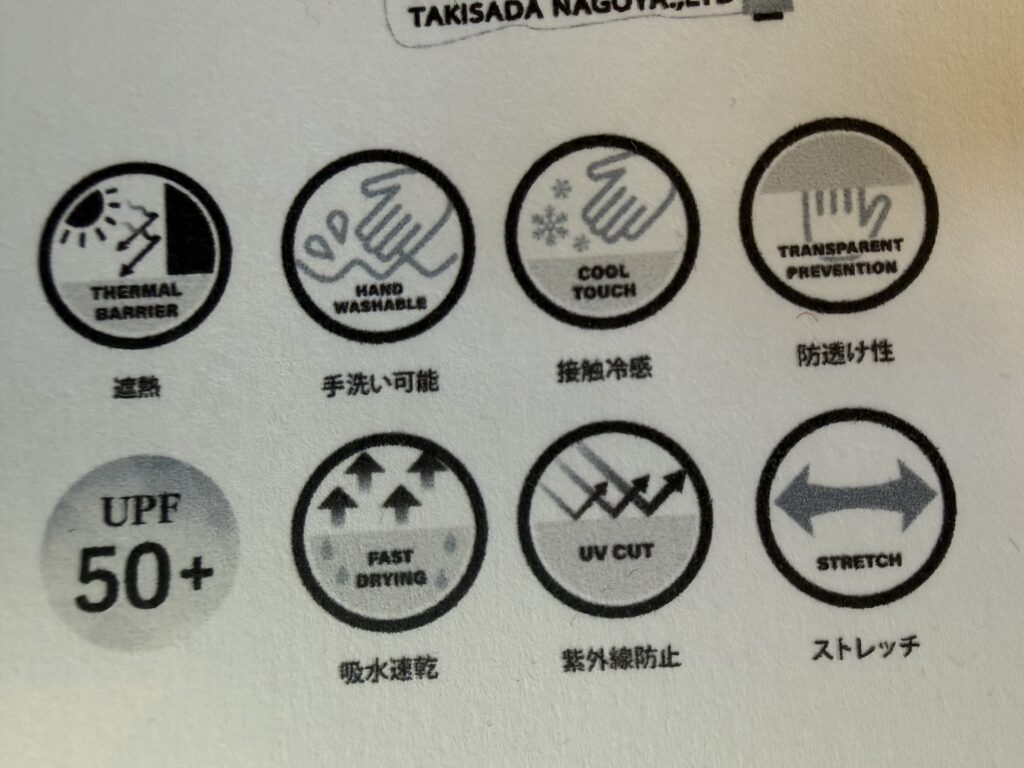 TAKISADA NAGOYA.,LTD
THERMAL
BARRIER
遮熱
HAND
WASHABLE
手洗い可能
COOL
TOUCH
接触冷感
TRANSPARENT
PREVENTION
防透け性
UPF
50+
FAST
DRYING
吸水速乾
UV CUT
紫外線防止
STRETCH
ストレッチ